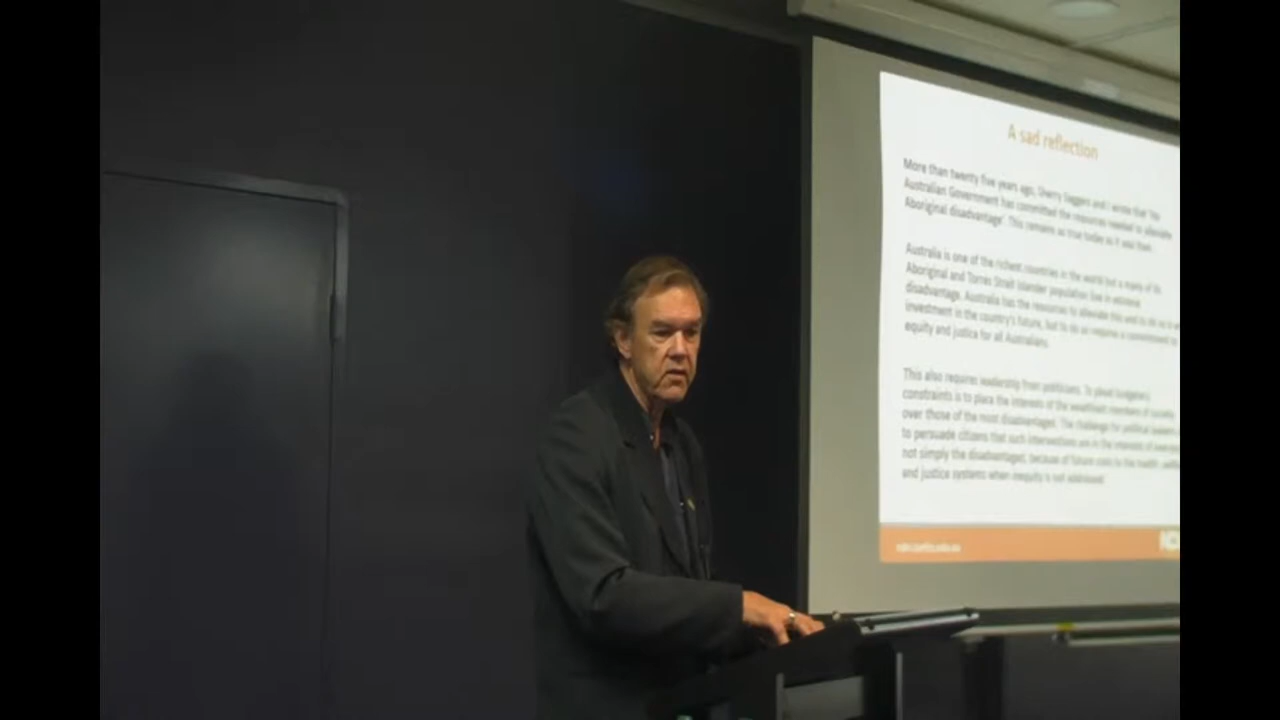 A sad reflection
More than twenty five years ago, Sherry Saggers and I wrote that 'No
Australian Government has committed the resources needed to alleviate
Aboriginal disadvantage'. This remains as true today as it was then.
Australia is one of the richest countries in the world but a many of its
Aboriginal and Torres Strait Islander population live in extreme
disadvantage. Australia has the resources to alleviate this and to do so is an
investment in the country's future, but to do so requires a commitment to
equity and justice for all Australians.
This also requires leadership from politicians. To plead budgetary
constraints is to place the interests of the wealthiest members of society
over those of the most disadvantaged. The challenge for political leaders
to persuade citizens that such interventions are in the interests of everyone
not simply the disadvantaged, because of future costs to the health, welfare
and justice systems when inequity is not addressed.
ndri.curtin.edu.au